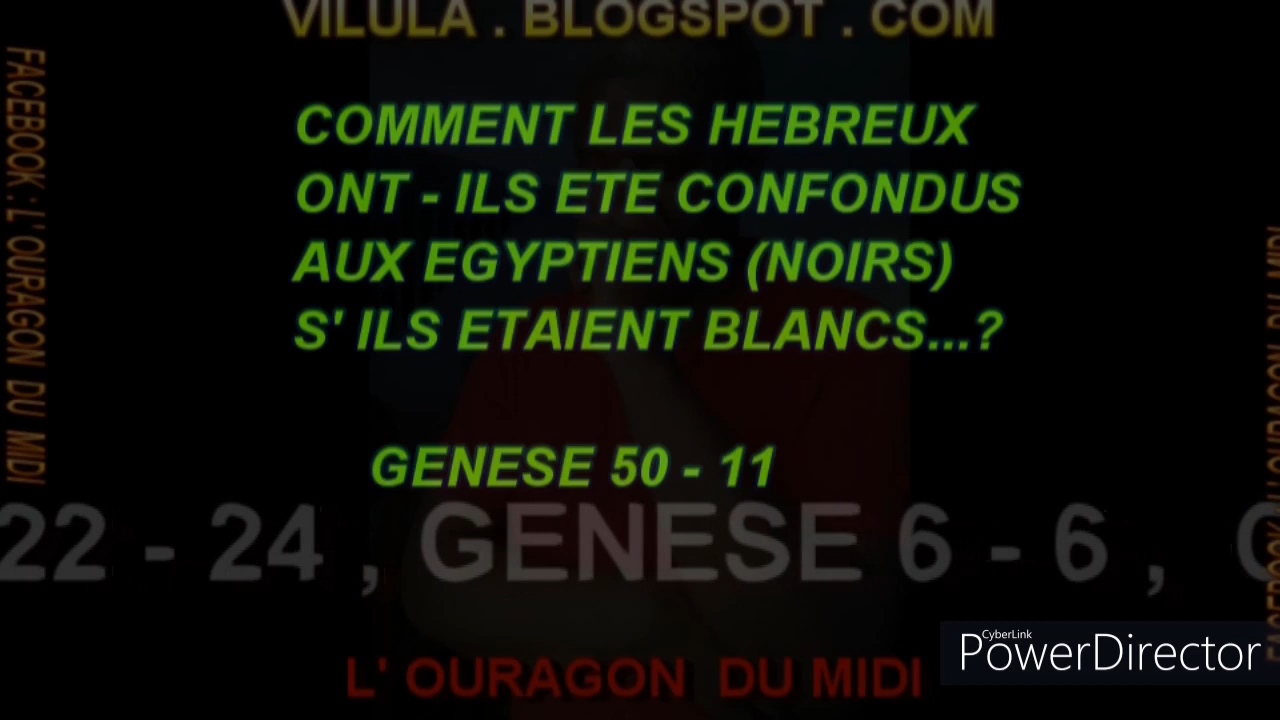 VILULA . BLOGSPOT . COM
FACEBOOK : L' OURAGON DU MIDI
COMMENT LES HEBREUX
ONT - ILS ETE CONFONDUS
AUX EGYPTIENS (NOIRS)
S' ILS ETAIENT BLANCS...?
GENESE 50 - 11
22 - 24 , GENESE 6 - 6 ,
L' OURAGON DU MIDI
CyberLink
PowerDirector